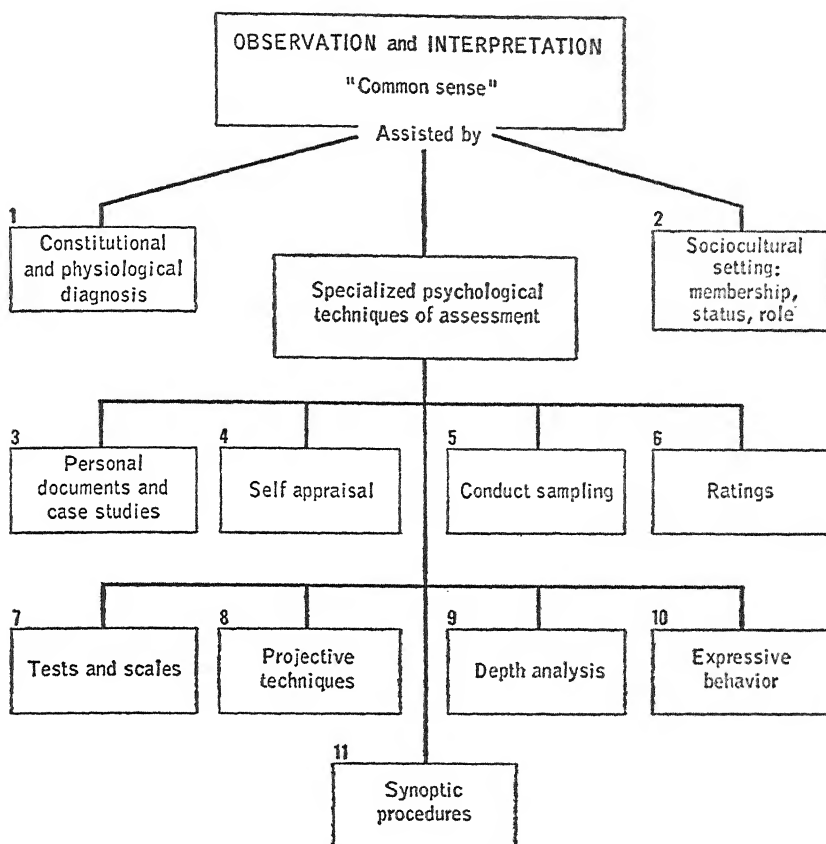 OBSERVATION and INTERPRETATION
"Common sense"
Assisted by
1
Constitutional
and physiological
diagnosis
2
Sociocultural
setting:
membership,
status, role
Specialized psychological
techniques of assessment
3
Personal
documents and
case studies
4
Self appraisal
5
Conduct sampling
6
Ratings
7
Tests and scales
8
Projective
techniques
9
Depth analysis
10
Expressive
behavior
11
Synoptic
procedures